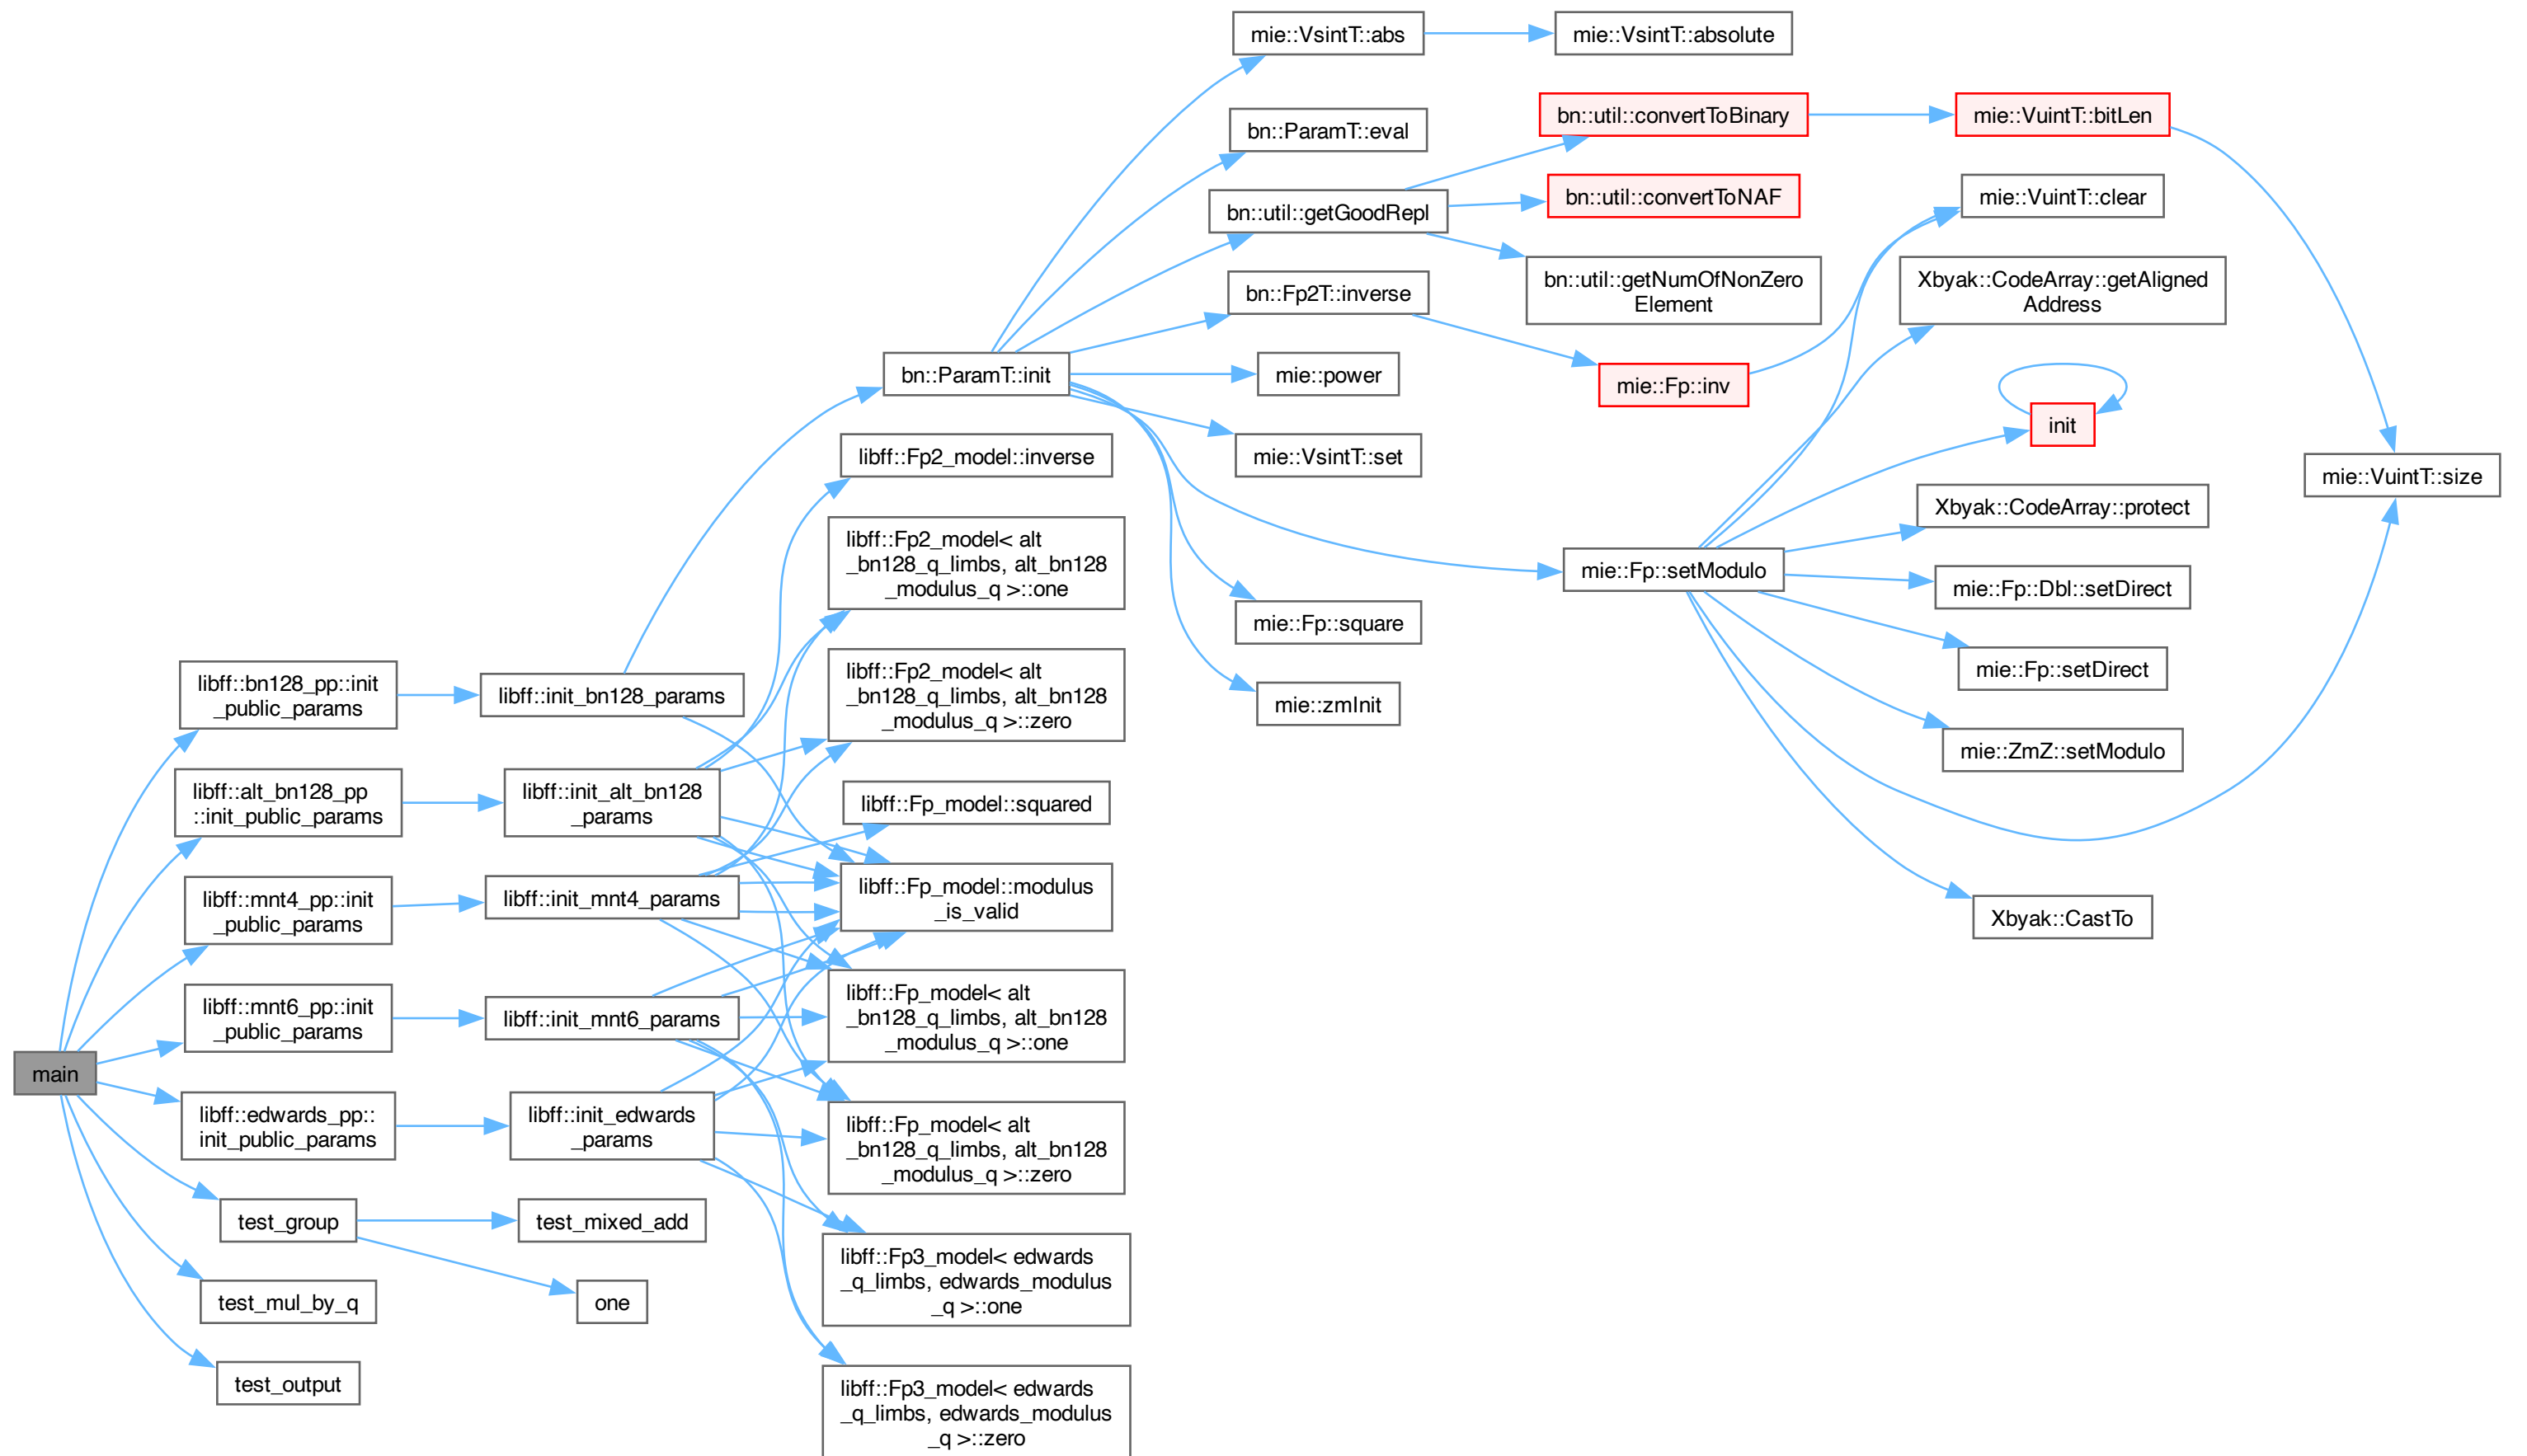 main
libff::bn128_pp::init
_public_params
libff::alt_bn128_pp
::init_public_params
libff::mnt4_pp::init
_public_params
libff::mnt6_pp::init
_public_params
libff::edwards_pp::
init_public_params
test_group
test_mul_by_q
test_output
libff::init_bn128_params
libff::init_alt_bn128
_params
libff::init_mnt4_params
libff::init_mnt6_params
libff::init_edwards
_params
test_mixed_add
one
bn::ParamT::init
libff::Fp2_model::inverse
libff::Fp2_model< alt
_bn128_q_limbs, alt_bn128
_modulus_q >::one
libff::Fp2_model< alt
_bn128_q_limbs, alt_bn128
_modulus_q >::zero
libff::Fp_model::squared
libff::Fp_model::modulus
_is_valid
libff::Fp_model< alt
_bn128_q_limbs, alt_bn128
_modulus_q >::one
libff::Fp_model< alt
_bn128_q_limbs, alt_bn128
_modulus_q >::zero
libff::Fp3_model< edwards
_q_limbs, edwards_modulus
_q >::one
libff::Fp3_model< edwards
_q_limbs, edwards_modulus
_q >::zero
mie::VsintT::abs
bn::ParamT::eval
bn::util::getGoodRepl
bn::Fp2T::inverse
mie::power
mie::VsintT::set
mie::Fp::square
mie::zmInit
mie::VsintT::absolute
bn::util::convertToBinary
bn::util::convertToNAF
bn::util::getNumOfNonZero
Element
mie::Fp::inv
mie::Fp::setModulo
mie::VuintT::bitLen
mie::VuintT::clear
Xbyak::CodeArray::getAligned
Address
init
Xbyak::CodeArray::protect
mie::Fp::Dbl::setDirect
mie::Fp::setDirect
mie::ZmZ::setModulo
Xbyak::CastTo
mie::VuintT::size